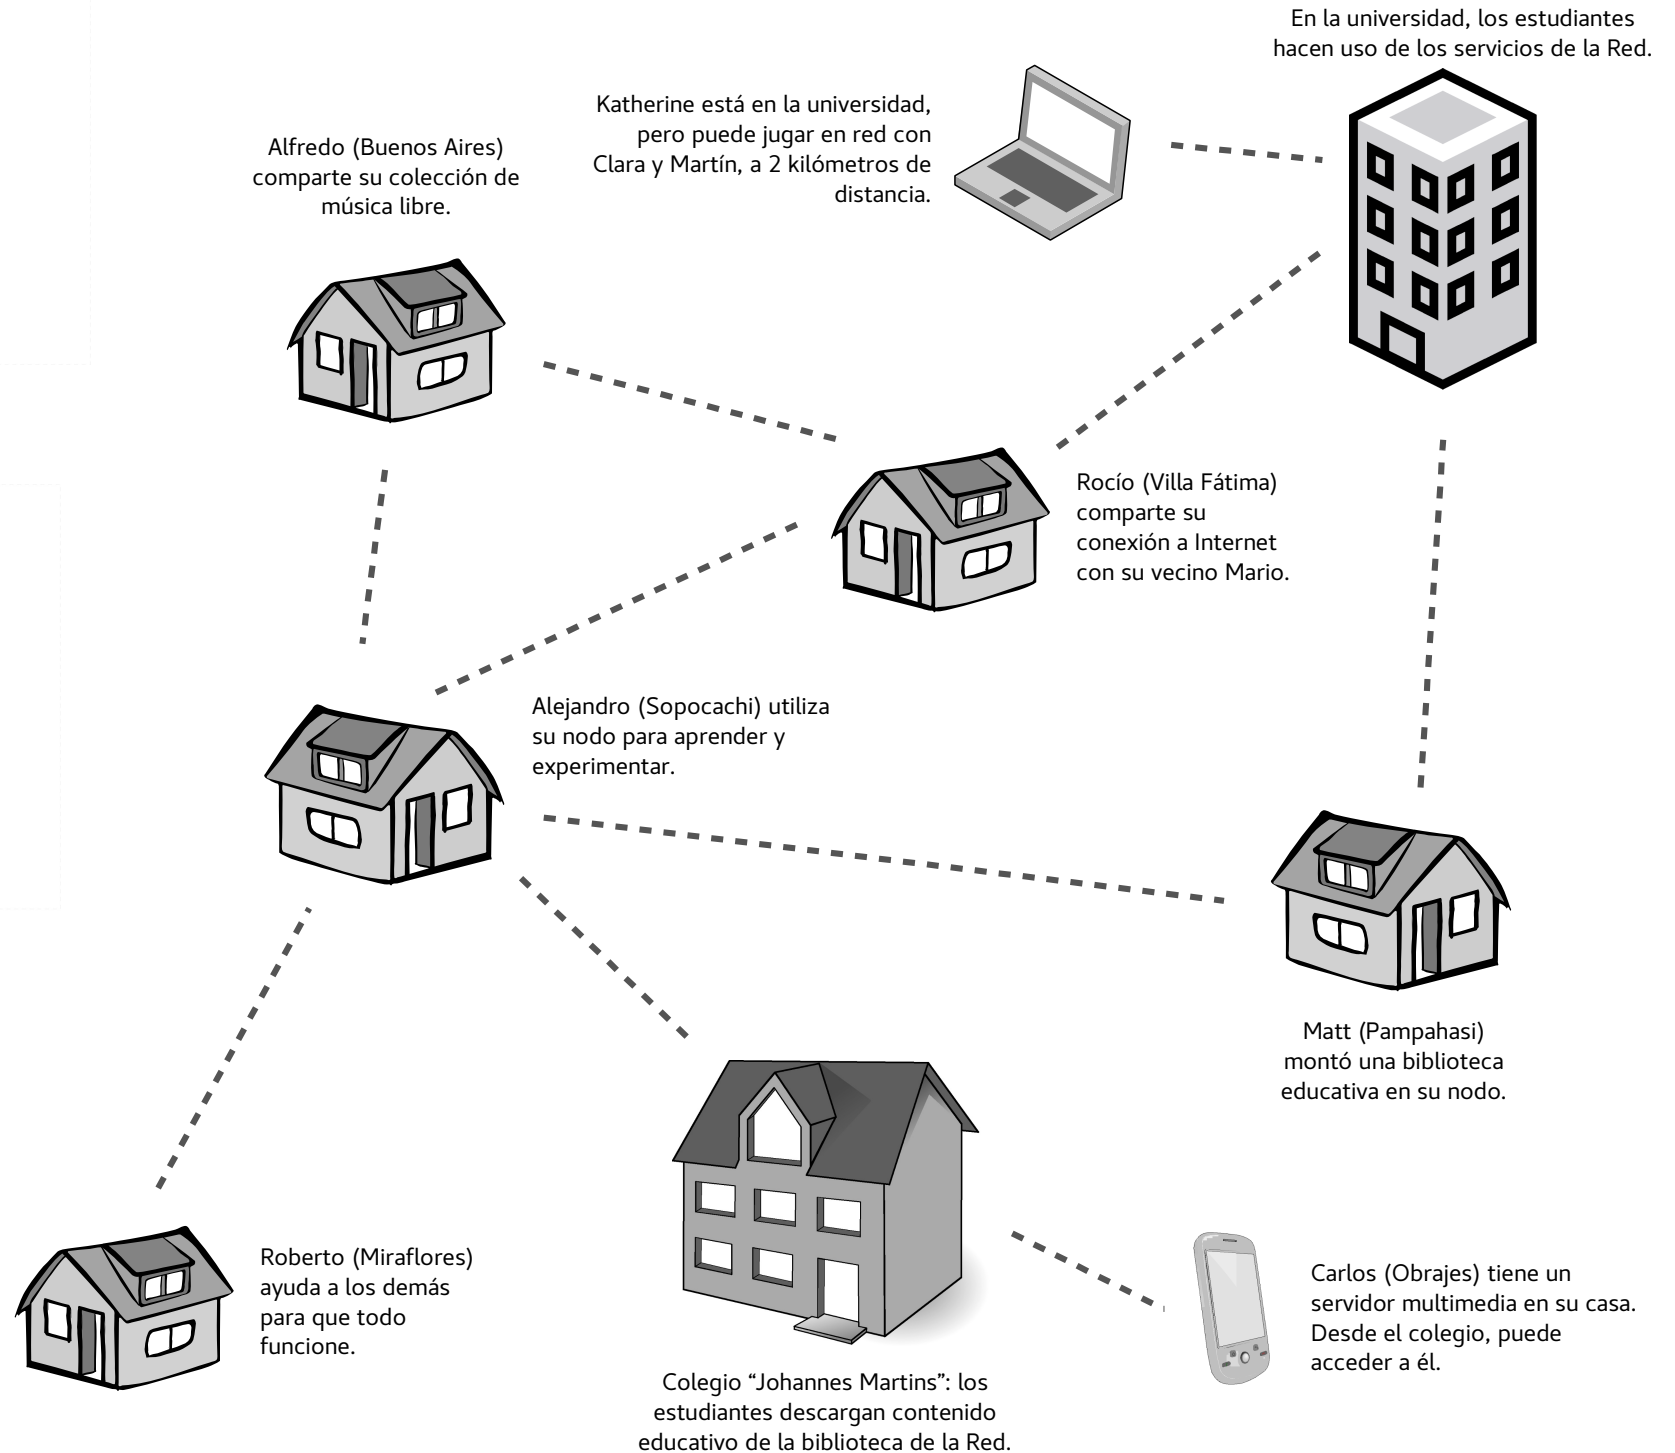 En la universidad, los estudiantes
hacen uso de los servicios de la Red.
Katherine está en la universidad,
pero puede jugar en red con
Clara y Martín, a 2 kilómetros de
distancia.
Alfredo (Buenos Aires)
comparte su colección de
música libre.
Rocío (Villa Fátima)
comparte su
conexión a Internet
con su vecino Mario.
Alejandro (Sopocachi) utiliza
su nodo para aprender y
experimentar.
Matt (Pampahasi)
montó una biblioteca
educativa en su nodo.
Roberto (Miraflores)
ayuda a los demás
para que todo
funcione.
Carlos (Obrajes) tiene un
servidor multimedia en su casa.
Desde el colegio, puede
acceder a él.
Colegio “Johannes Martins”: los
estudiantes descargan contenido
educativo de la biblioteca de la Red.